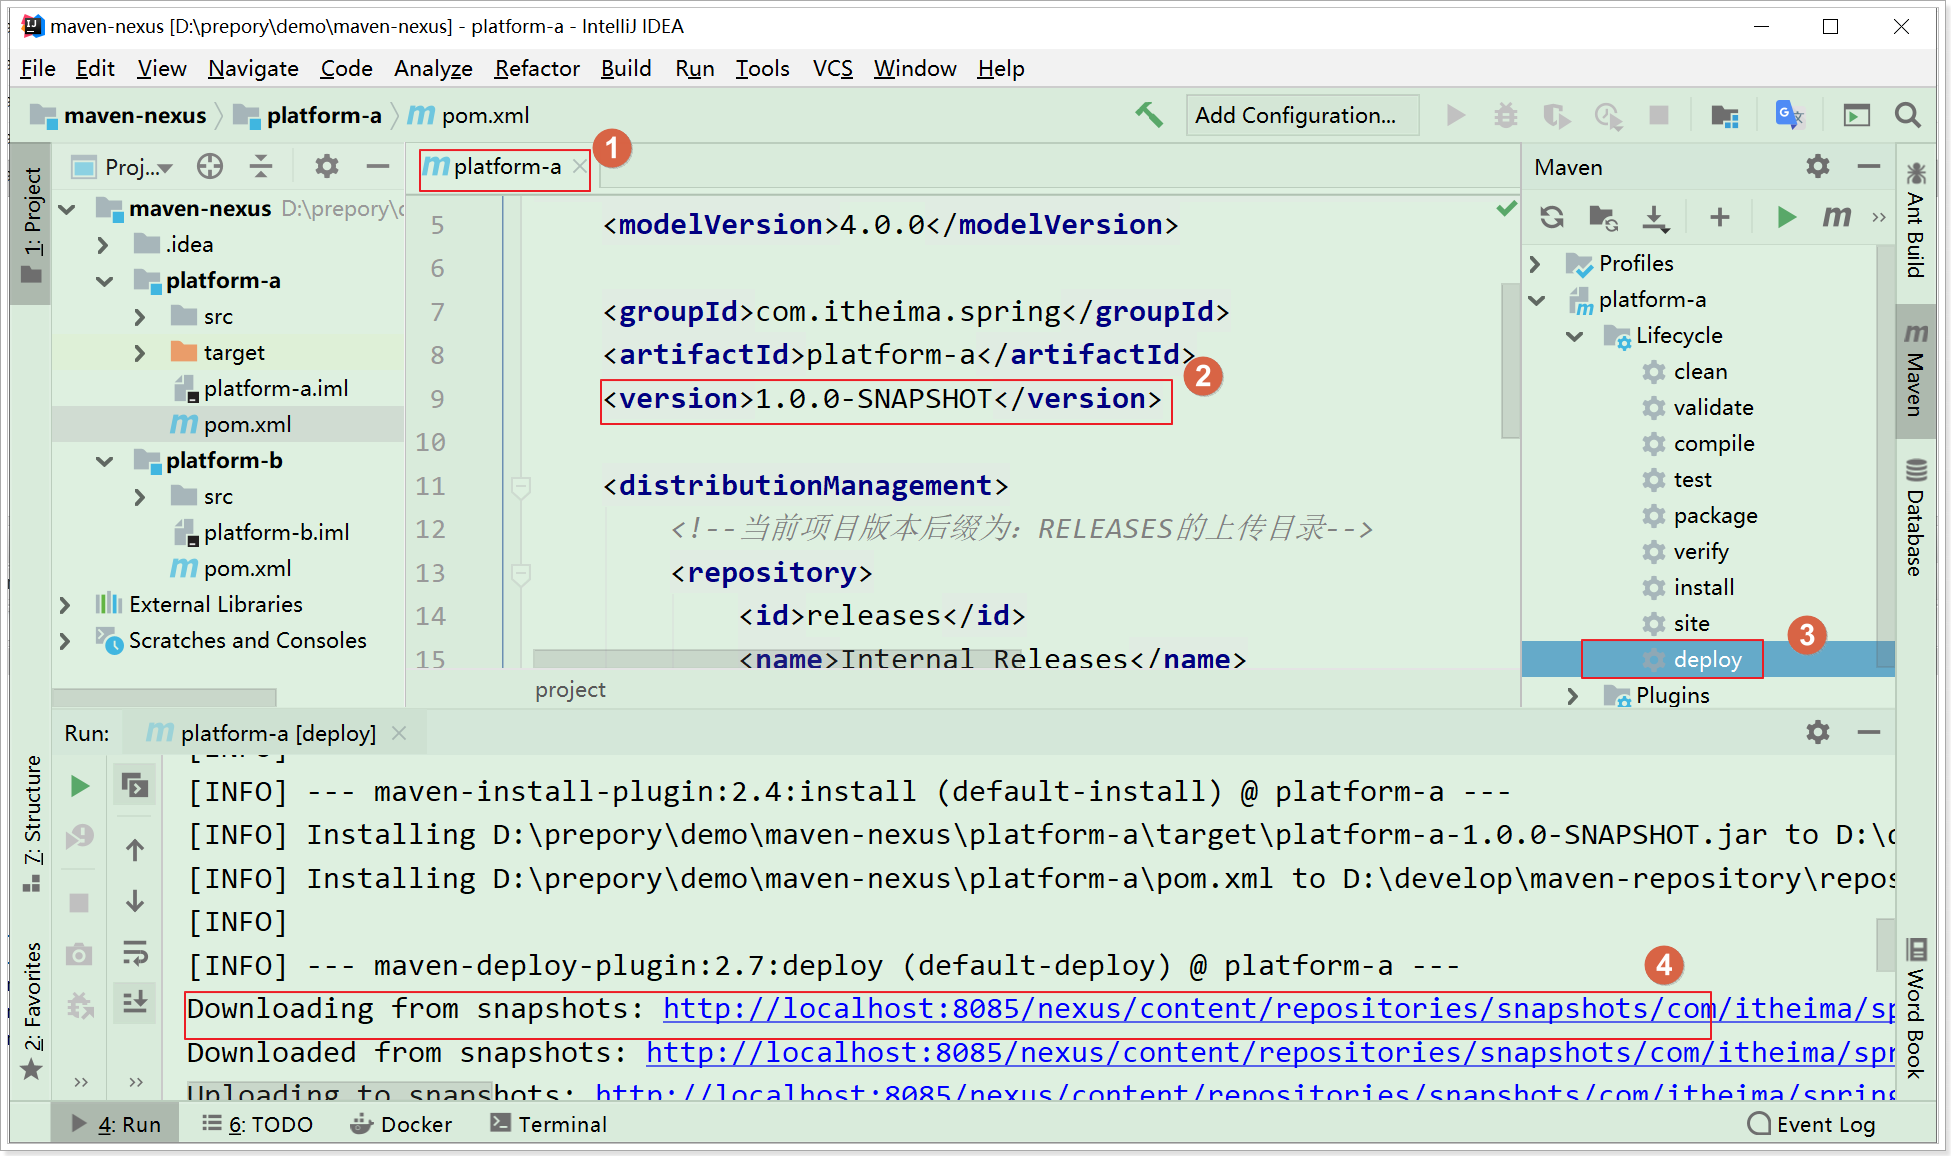 maven-nexus [D:\prepory\demo\maven-nexus] - platform-a - IntelliJ IDEA
File Edit View Navigate Code Analyze Refactor Build Run Tools VCS Window Help
maven-nexus platform-a m pom.xml Add Configuration...
1: Project
Proj...
maven-nexus D:\prepory\d
.idea
platform-a
src
target
platform-a.iml
m pom.xml
platform-b
src
platform-b.iml
m pom.xml
External Libraries
Scratches and Consoles
m platform-a
1
5 <modelVersion>4.0.0</modelVersion>
6
7 <groupId>com.itheima.spring</groupId>
8 <artifactId>platform-a</artifactId>
2
9 <version>1.0.0-SNAPSHOT</version>
10
11 <distributionManagement>
12 <!--当前项目版本后缀为：RELEASES的上传目录-->
13 <repository>
14 <id>releases</id>
15 <name>Internal Releases</name>
project
Maven
m
Profiles
platform-a
Lifecycle
clean
validate
compile
test
package
verify
install
site
3
deploy
Plugins
Ant Build
m Maven
Database
Word Book
Run: m platform-a [deploy]
7: Structure
2: Favorites
[INFO]
[INFO] --- maven-install-plugin:2.4:install (default-install) @ platform-a ---
[INFO] Installing D:\prepory\demo\maven-nexus\platform-a\target\platform-a-1.0.0-SNAPSHOT.jar to D:\
[INFO] Installing D:\prepory\demo\maven-nexus\platform-a\pom.xml to D:\develop\maven-repository\repos
[INFO]
[INFO] --- maven-deploy-plugin:2.7:deploy (default-deploy) @ platform-a ---
4
Downloading from snapshots: http://localhost:8085/nexus/content/repositories/snapshots/com/itheima/sp
Downloaded from snapshots: http://localhost:8085/nexus/content/repositories/snapshots/com/itheima/spr
Uploading to snapshots: http://localhost:8085/nexus/content/repositories/snapshots/com/itheima/spring
4: Run 6: TODO Docker Terminal Event Log